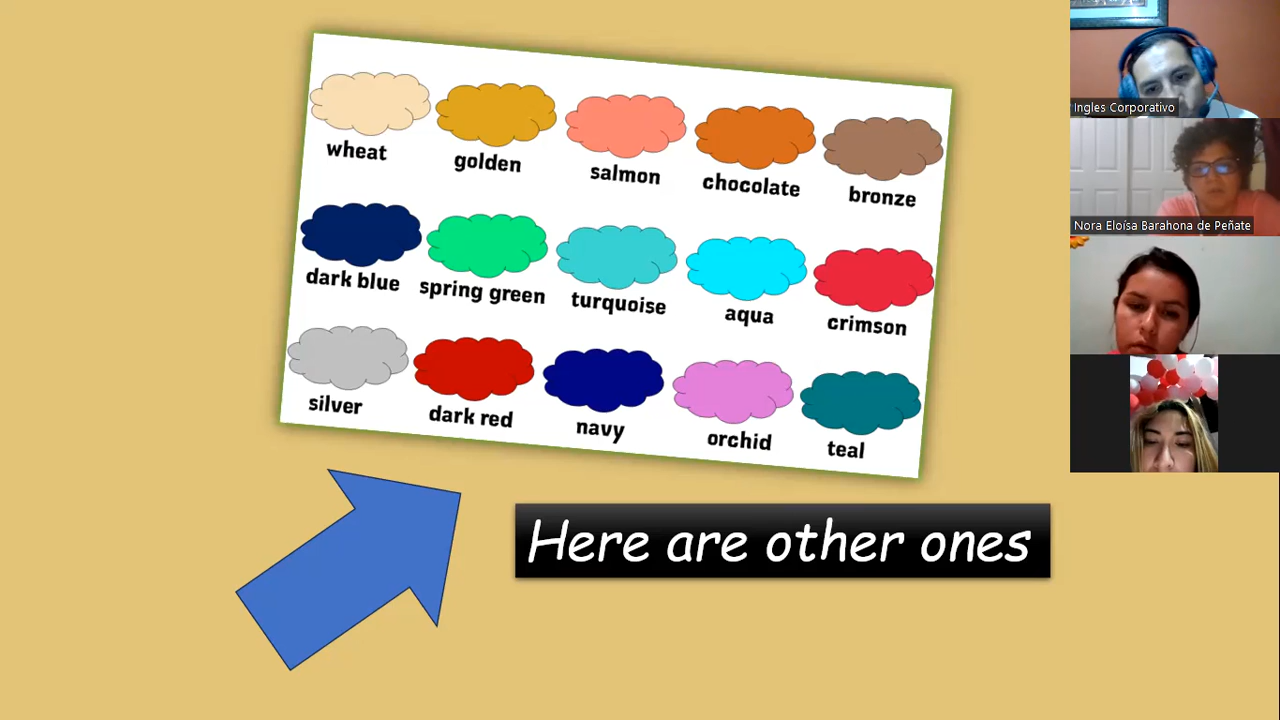 wheat golden salmon chocolate bronze
dark blue spring green turquoise aqua crimson
silver dark red navy orchid teal
Here are other ones
Ingles Corporativo
Nora Eloísa Barahona de Peñate